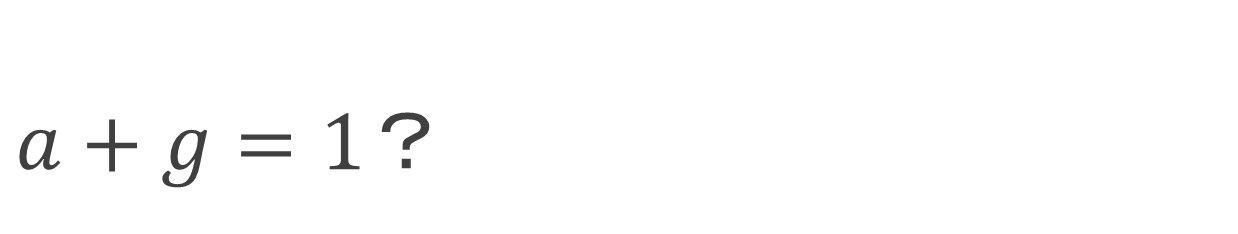 a + g = 1?